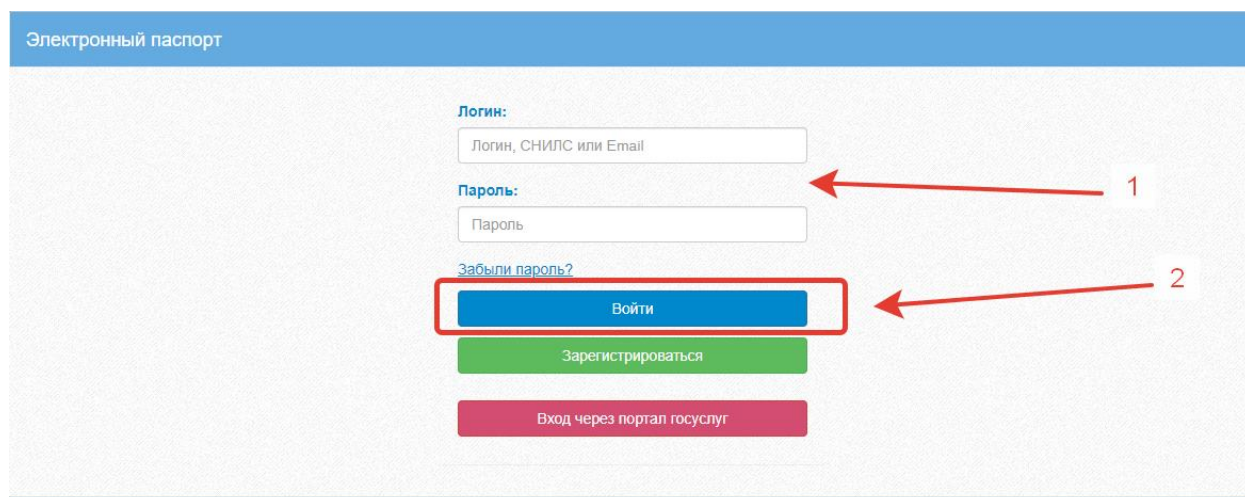 Электронный паспорт
Логин:
Логин, СНИЛС или Email
1
Пароль:
Пароль
Забыли пароль?
2
Войти
Зарегистрироваться
Вход через портал госуслуг